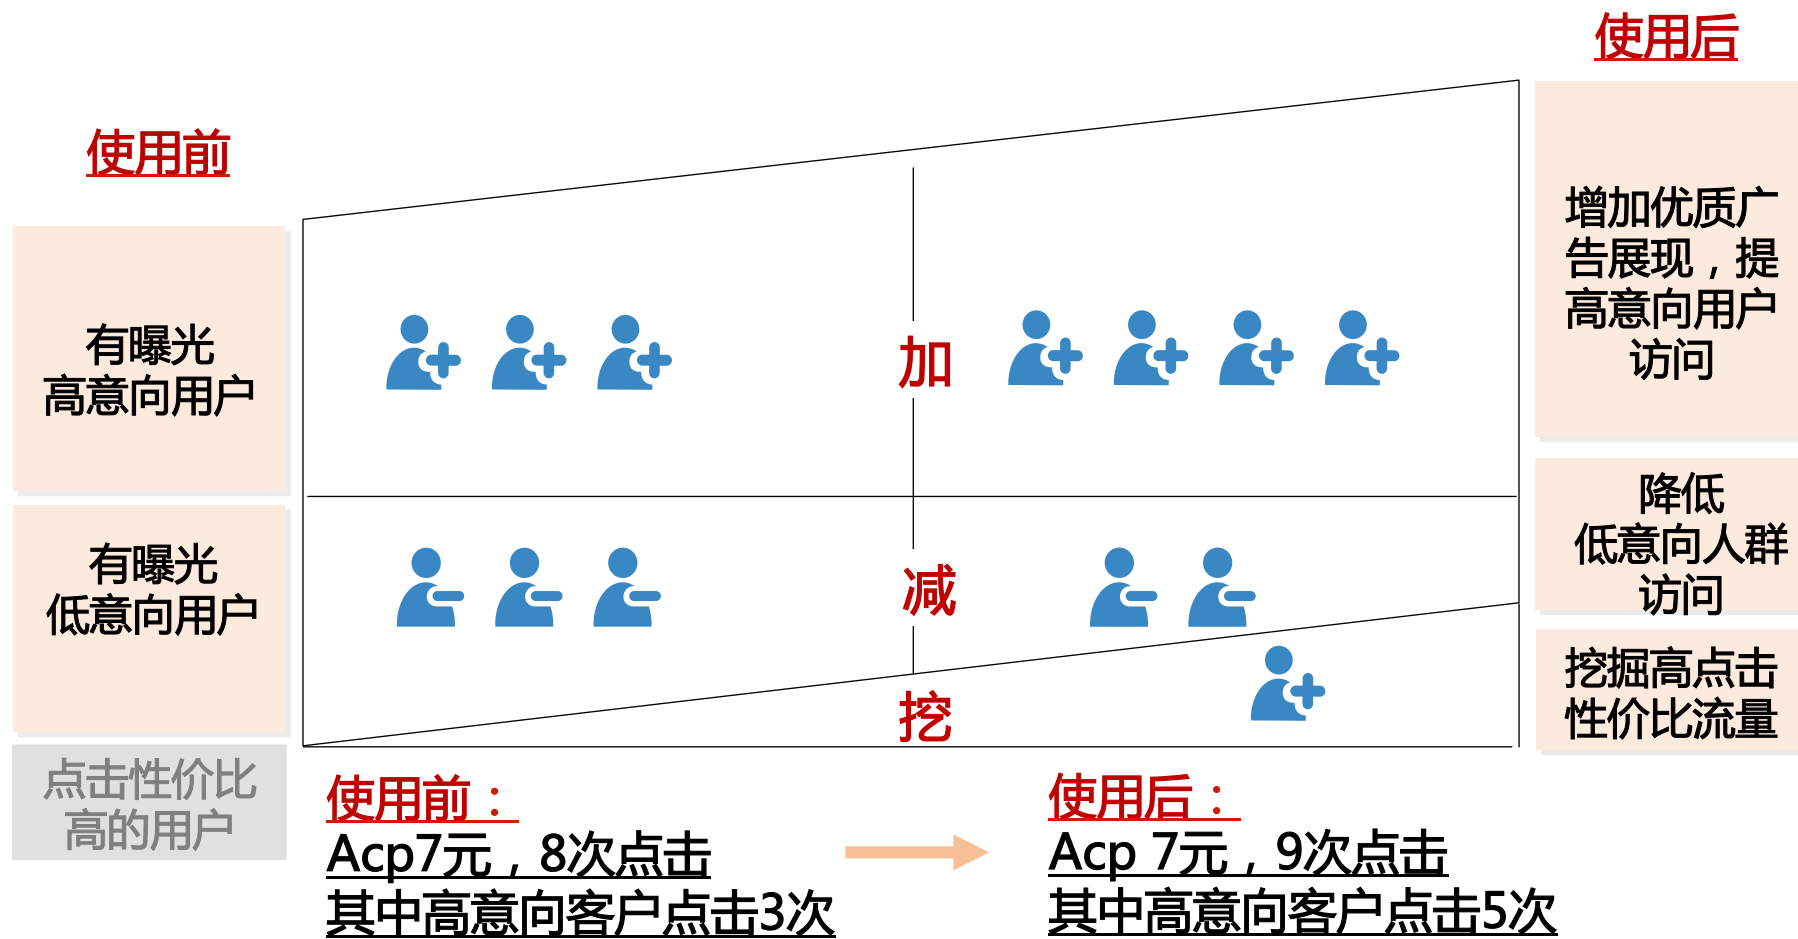 使用后
使用前
有曝光
高意向用户
有曝光
低意向用户
点击性价比
高的用户
加
减
挖
增加优质广
告展现，提
高意向用户
访问
降低
低意向人群
访问
挖掘高点击
性价比流量
使用前：
Acp7元，8次点击
其中高意向客户点击3次
使用后：
Acp 7元，9次点击
其中高意向客户点击5次